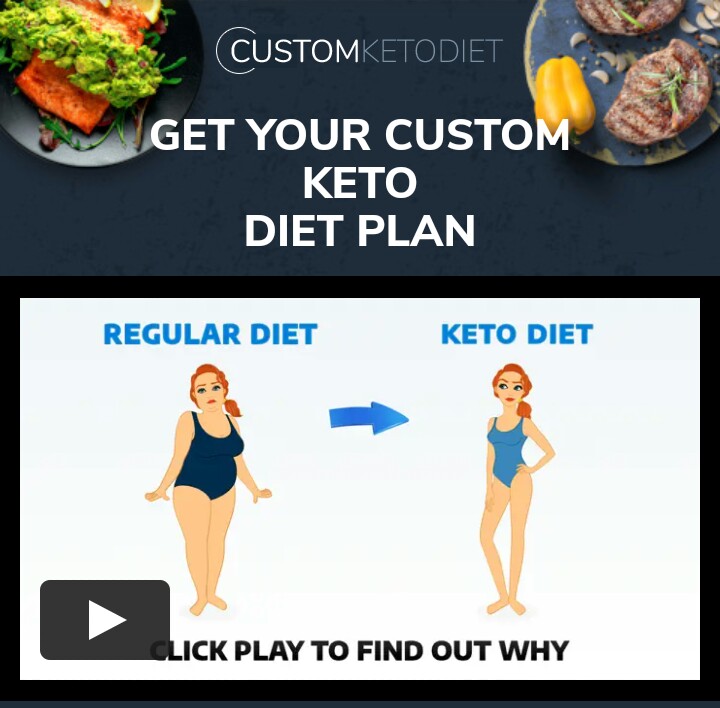 CUSTOMKETODIET
GET YOUR CUSTOM
KETO
DIET PLAN
REGULAR DIET
KETO DIET
CLICK PLAY TO FIND OUT WHY